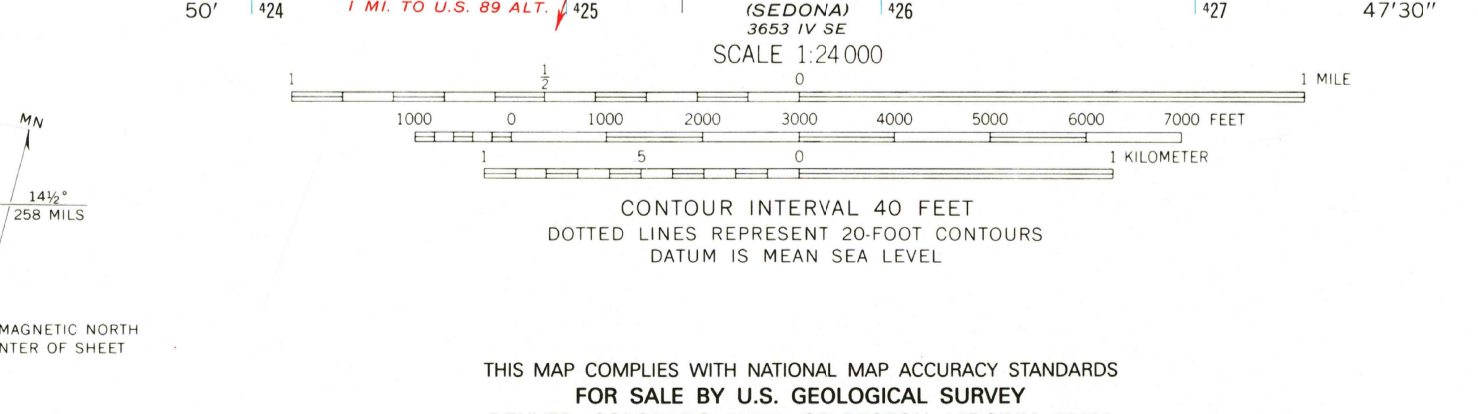 50' ⁴24 1 MI. TO U.S. 89 ALT. ⁴25 (SEDONA) ⁴26 ⁴27 47'30"
3653 IV SE
SCALE 1:24 000
1 1/2 0 1 MILE
1000 0 1000 2000 3000 4000 5000 6000 7000 FEET
1 .5 0 1 KILOMETER
MN
14½°
258 MILS
CONTOUR INTERVAL 40 FEET
DOTTED LINES REPRESENT 20-FOOT CONTOURS
DATUM IS MEAN SEA LEVEL
MAGNETIC NORTH
NTER OF SHEET
THIS MAP COMPLIES WITH NATIONAL MAP ACCURACY STANDARDS
FOR SALE BY U.S. GEOLOGICAL SURVEY